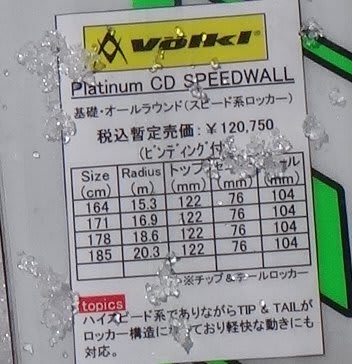 Völkl
Platinum CD SPEEDWALL
基礎・オールラウンド(スピード系ロッカー)
税込暫定売価:¥120,750
(ビンディング付
Size (cm) Radius (m) トップ (mm) (mm) ール (mm)
164 15.3 122 76 104
171 16.9 122 76 104
178 18.6 122 76 104
185 20.3 122 76 104
※チップ&テールロッカー
topics
ハイスピード系でありながらTIP & TAILが
ロッカー構造に っており軽快な動きにも
対応。